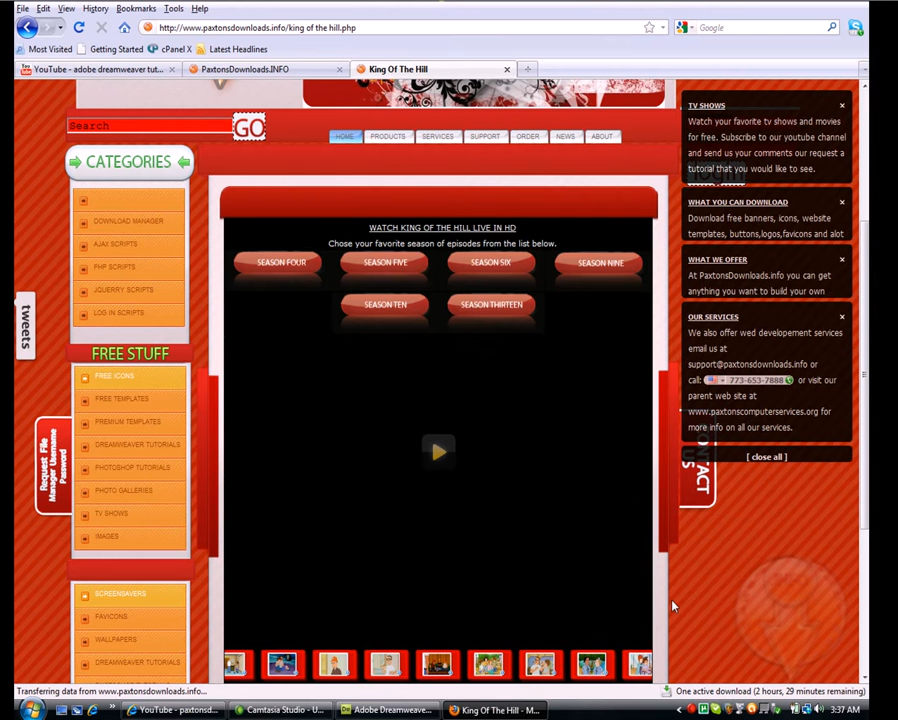 File Edit View History Bookmarks Tools Help
http://www.paxtonsdownloads.info/king of the hill.php
Google
Most Visited Getting Started cPanel X Latest Headlines
YouTube - adobe dreamweaver tut...
PaxtonsDownloads.INFO
King Of The Hill
Search
GO
HOME PRODUCTS SERVICES SUPPORT ORDER NEWS ABOUT
CATEGORIES
DOWNLOAD MANAGER
AJAX SCRIPTS
PHP SCRIPTS
JQUERRY SCRIPTS
LOG IN SCRIPTS
tweets
FREE STUFF
FREE ICONS
FREE TEMPLATES
PREMIUM TEMPLATES
DREAMWEAVER TUTORIALS
PHOTOSHOP TUTORIALS
PHOTO GALLERIES
TV SHOWS
IMAGES
Request File
Manager Username
Password
SCREENSAVERS
FAVICONS
WALLPAPERS
DREAMWEAVER TUTORIALS
WATCH KING OF THE HILL LIVE IN HD
Chose your favorite season of episodes from the list below.
SEASON FOUR SEASON FIVE SEASON SIX SEASON NINE
SEASON TEN SEASON THIRTEEN
TV SHOWS
Watch your favorite tv shows and movies
for free. Subscribe to our youtube channel
and send us your comments our request a
tutorial that you would like to see.
login
WHAT YOU CAN DOWNLOAD
Download free banners, icons, website
templates, buttons,logos,favicons and alot
WHAT WE OFFER
At PaxtonsDownloads.info you can get
anything you want to build your own
OUR SERVICES
We also offer wed developement services
email us at
support@paxtonsdownloads.info or
call: 773-653-7888 or visit our
parent web site at
www.paxtonscomputerservices.org for
more info on all our services.
[ close all ]
CONTACT
US
Transferring data from www.paxtonsdownloads.info...
One active download (2 hours, 29 minutes remaining)
YouTube - paxtonsd...
Camtasia Studio - U...
Adobe Dreamweave...
King Of The Hill - M...
3:37 AM